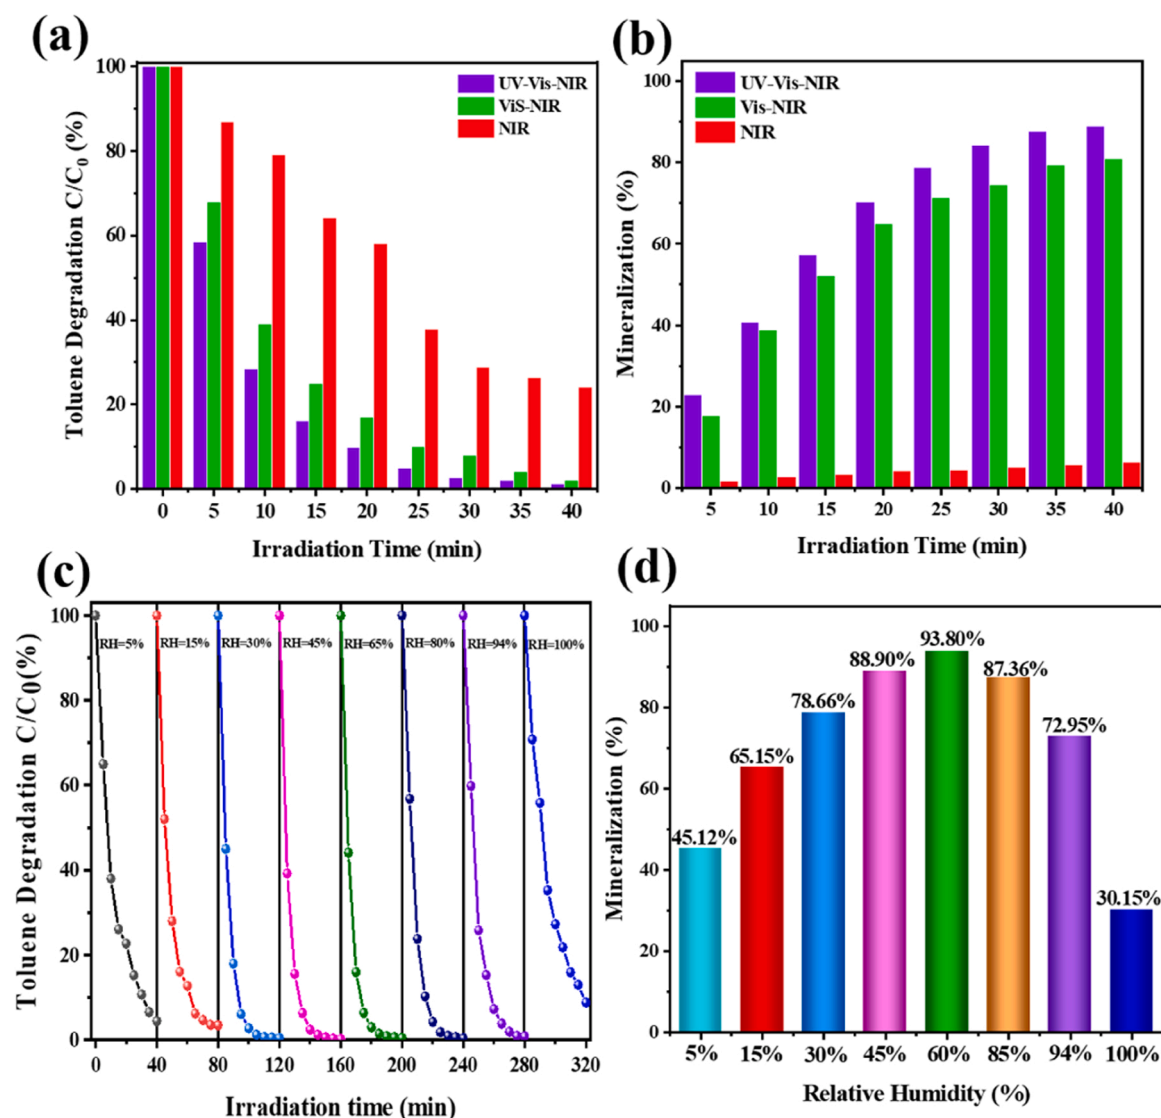 (a)
Toluene Degradation C/C0 (%)
100
80
60
40
20
0
UV-Vis-NIR
ViS-NIR
NIR
0 5 10 15 20 25 30 35 40
Irradiation Time (min)
(b)
Mineralization (%)
100
80
60
40
20
0
UV-Vis-NIR
Vis-NIR
NIR
5 10 15 20 25 30 35 40
Irradiation Time (min)
(c)
Toluene Degradation C/C0(%)
100
80
60
40
20
0
RH=5% RH=15% RH=30% RH=45% RH=65% RH=80% RH=94% RH=100%
0 40 80 120 160 200 240 280 320
Irradiation time (min)
(d)
Mineralization (%)
100
80
60
40
20
0
45.12%
65.15%
78.66%
88.90%
93.80%
87.36%
72.95%
30.15%
5% 15% 30% 45% 60% 85% 94% 100%
Relative Humidity (%)